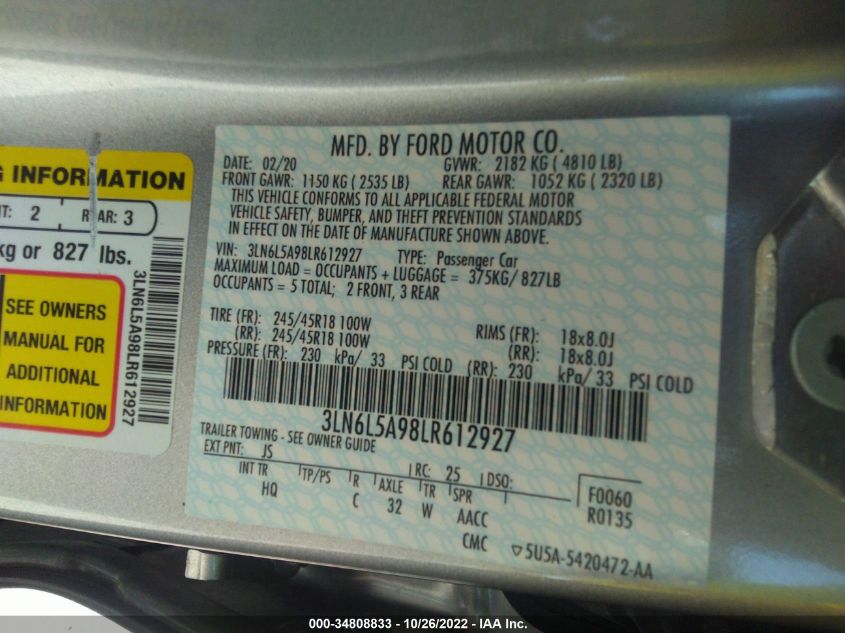 G INFORMATION
NT: 2 REAR: 3
kg or 827 lbs.
SEE OWNERS
MANUAL FOR
ADDITIONAL
INFORMATION
3LN6L5A98LR612927
MFD. BY FORD MOTOR CO.
DATE: 02/20 GVWR: 2182 KG ( 4810 LB)
FRONT GAWR: 1150 KG ( 2535 LB) REAR GAWR: 1052 KG ( 2320 LB)
THIS VEHICLE CONFORMS TO ALL APPLICABLE FEDERAL MOTOR
VEHICLE SAFETY, BUMPER, AND THEFT PREVENTION STANDARDS
IN EFFECT ON THE DATE OF MANUFACTURE SHOWN ABOVE.
VIN: 3LN6L5A98LR612927 TYPE: Passenger Car
MAXIMUM LOAD = OCCUPANTS + LUGGAGE = 375KG/ 827LB
OCCUPANTS = 5 TOTAL; 2 FRONT, 3 REAR
TIRE (FR): 245/45R18 100W RIMS (FR): 18x8.0J
(RR): 245/45R18 100W (RR): 18x8.0J
PRESSURE (FR): 230 kPa/ 33 PSI COLD (RR): 230 kPa/ 33 PSI COLD
3LN6L5A98LR612927
TRAILER TOWING - SEE OWNER GUIDE
EXT PNT: JS RC: 25 DSO:
INT TR TP/PS R AXLE TR SPR F0060
HQ C 32 W AACC R0135
CMC ▽5U5A-5420472-AA
000-34808833 - 10/26/2022 - IAA Inc.